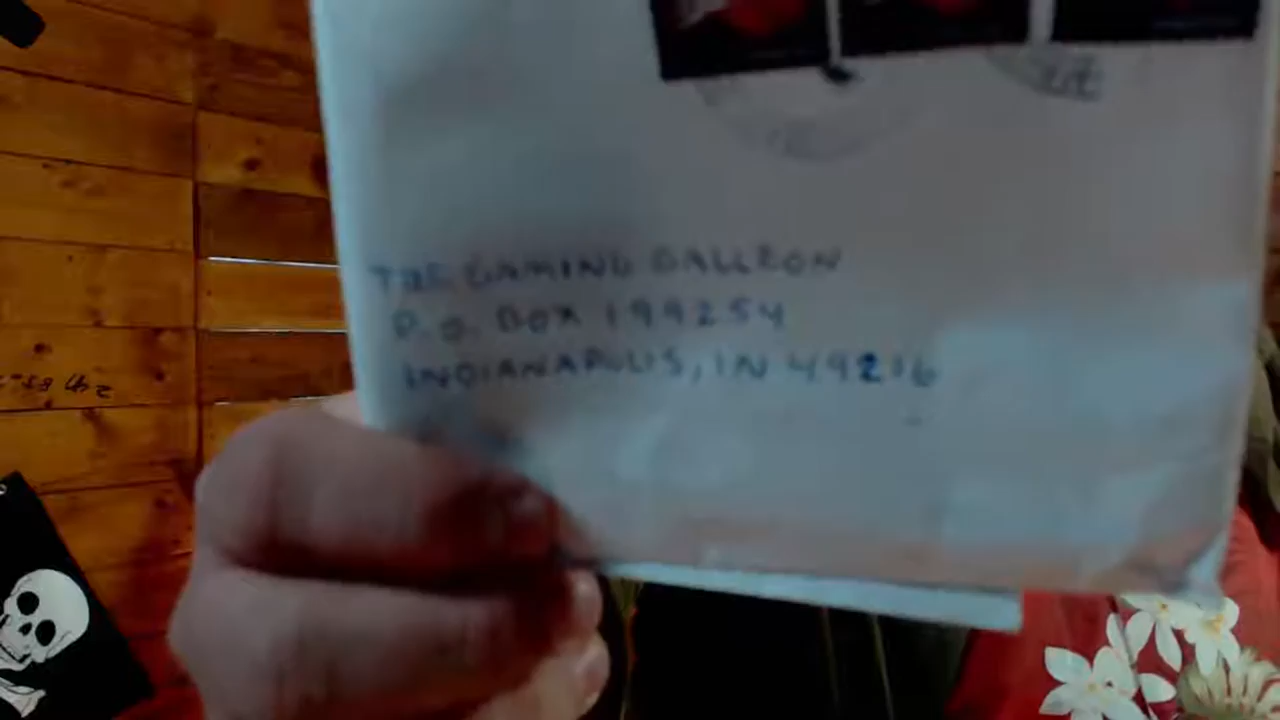 THE GAMING GALLEON
P.O. BOX 199254
INDIANAPOLIS, IN 49216